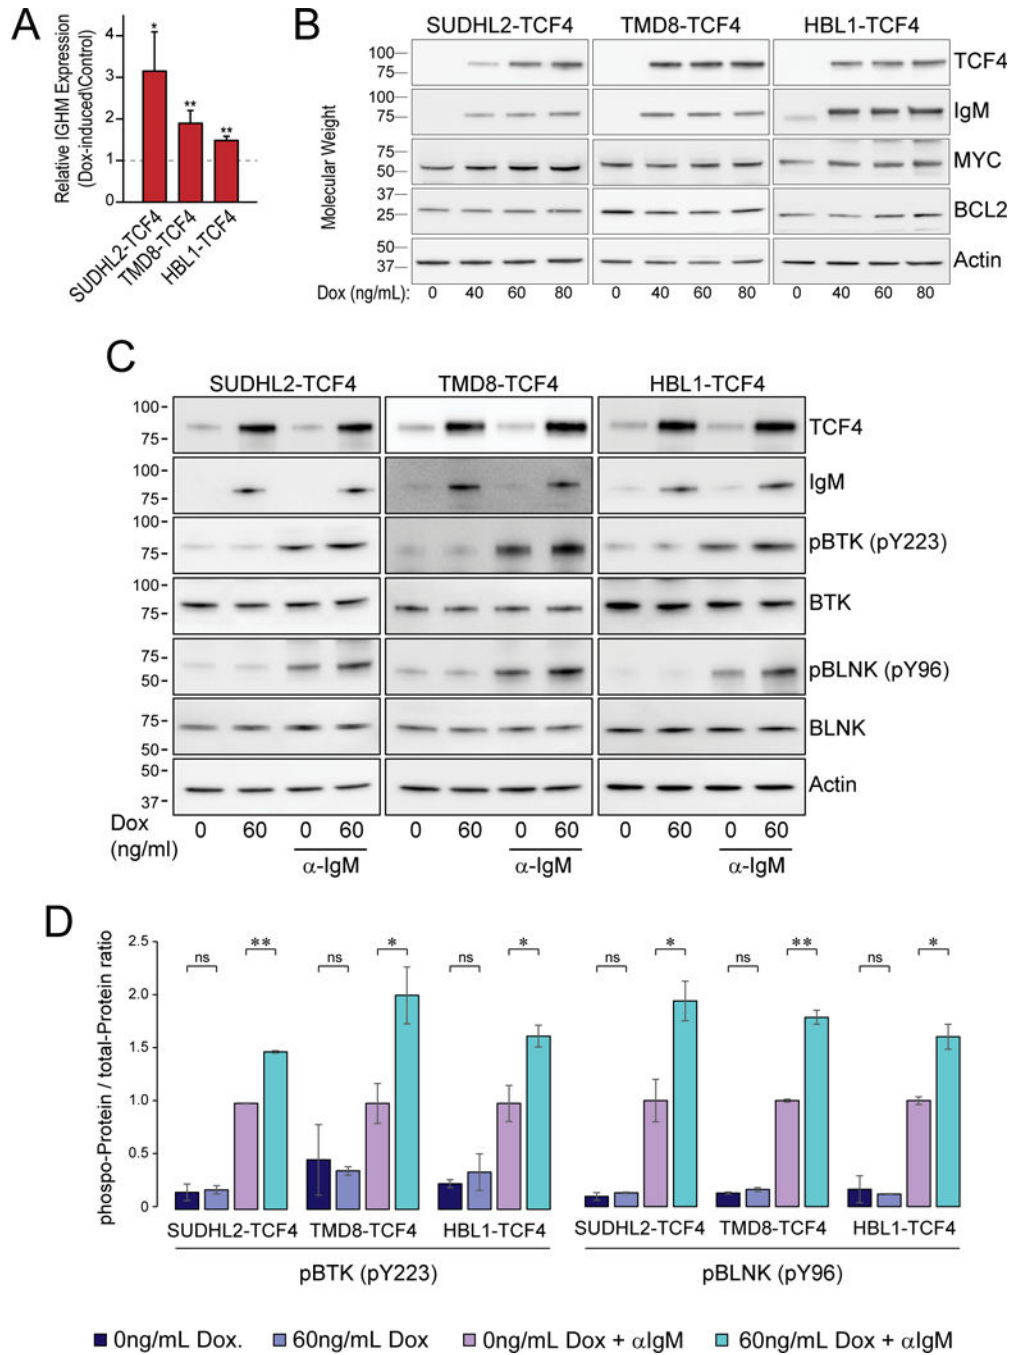 A
Relative IGHM Expression
(Dox-induced\Control)
4
3
2
1
0
*
**
**
SUDHL2-TCF4
TMD8-TCF4
HBL1-TCF4
B
SUDHL2-TCF4 TMD8-TCF4 HBL1-TCF4
Molecular Weight
100
75
TCF4
100
75
IgM
75
50
MYC
37
25
BCL2
50
37
Actin
Dox (ng/mL): 0 40 60 80 0 40 60 80 0 40 60 80
C
SUDHL2-TCF4 TMD8-TCF4 HBL1-TCF4
100
75
TCF4
100
75
IgM
100
75
pBTK (pY223)
100
75
BTK
75
50
pBLNK (pY96)
75
50
BLNK
50
37
Actin
Dox
(ng/ml)
0 60 0 60 0 60 0 60 0 60 0 60
α-IgM α-IgM α-IgM
D
phospo-Protein / total-Protein ratio
2.5
2.0
1.5
1.0
0.5
0
ns ** ns * ns * ns * ns ** ns *
SUDHL2-TCF4 TMD8-TCF4 HBL1-TCF4 SUDHL2-TCF4 TMD8-TCF4 HBL1-TCF4
pBTK (pY223) pBLNK (pY96)
0ng/mL Dox. 60ng/mL Dox 0ng/mL Dox + αIgM 60ng/mL Dox + αIgM